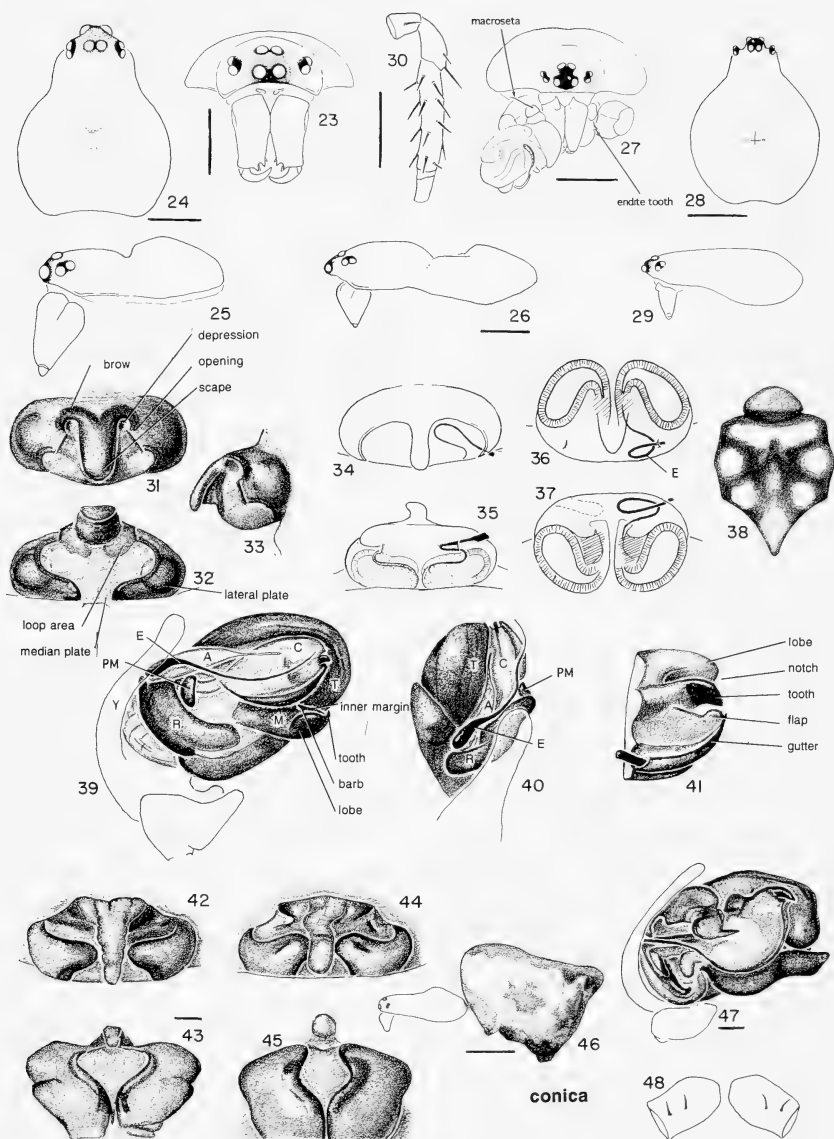 24
23
30
macroseta
27
endite tooth
28
25
26
29
brow
depression
opening
scape
31
33
32
lateral plate
loop area
median plate
34
35
36
E
37
38
E
A
C
PM
T
Y
R
M
inner margin
tooth
barb
lobe
39
T
C
PM
A
E
R
40
lobe
notch
tooth
flap
gutter
41
42
44
43
45
46
conica
47
48